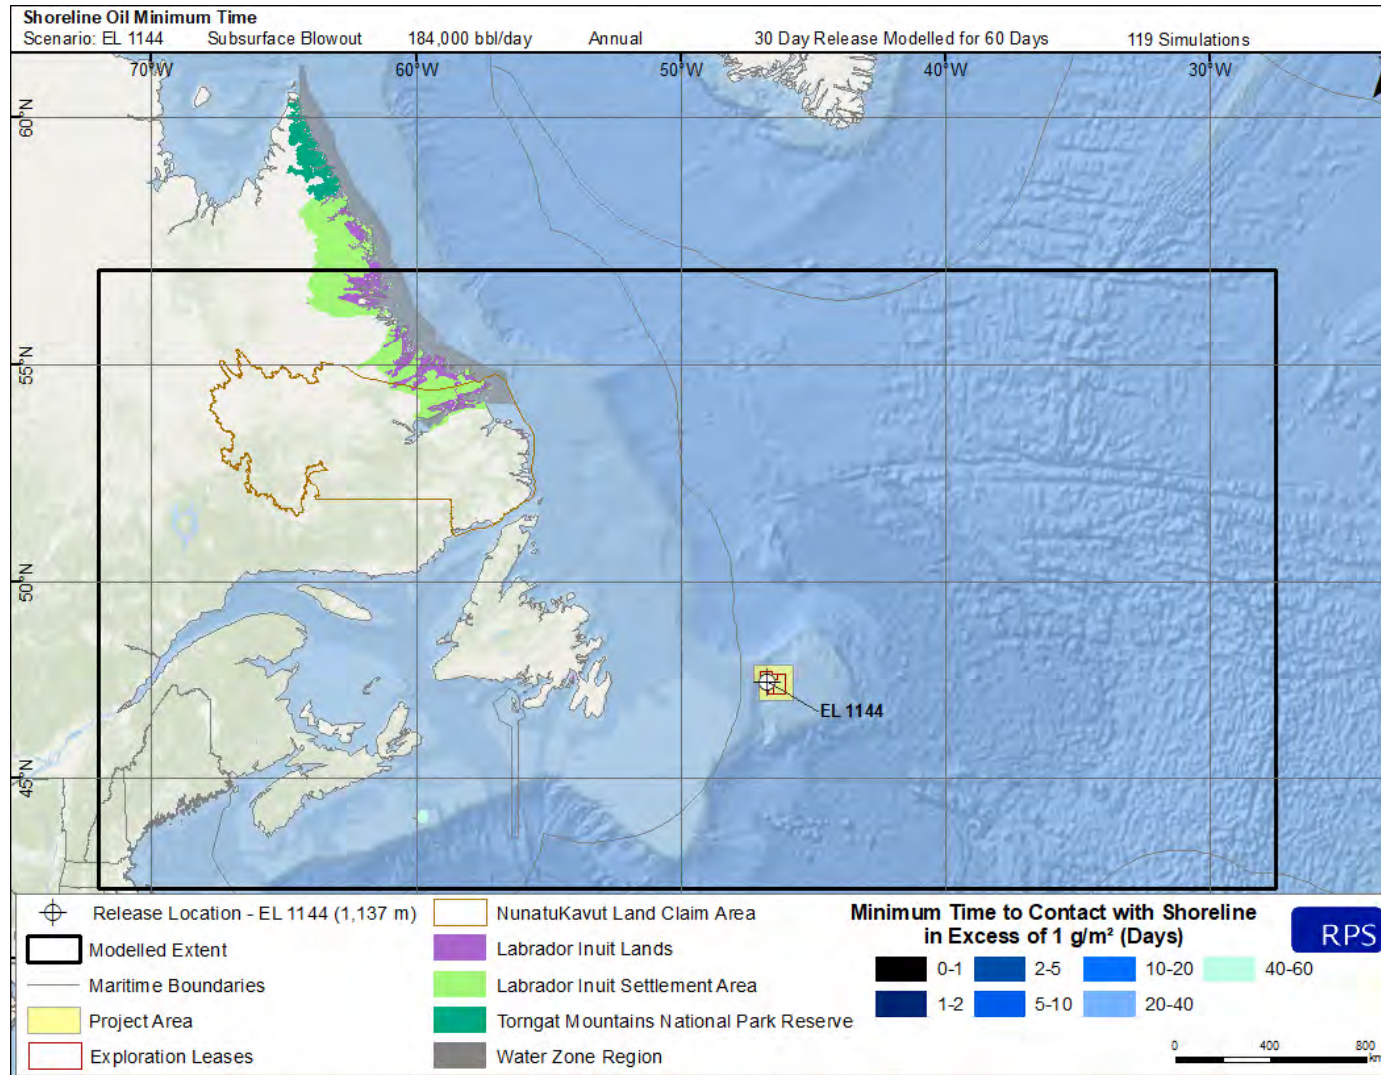 Shoreline Oil Minimum Time
Scenario: EL 1144 Subsurface Blowout 184,000 bbl/day Annual 30 Day Release Modelled for 60 Days 119 Simulations
70°W 60°W 50°W 40°W 30°W
60°N
55°N
50°N
EL 1144
45°N
Release Location - EL 1144 (1,137 m)
Modelled Extent
Maritime Boundaries
Project Area
Exploration Leases
NunatuKavut Land Claim Area
Labrador Inuit Lands
Labrador Inuit Settlement Area
Torngat Mountains National Park Reserve
Water Zone Region
Minimum Time to Contact with Shoreline
in Excess of 1 g/m² (Days)
0-1 2-5 10-20 40-60
1-2 5-10 20-40
RPS
0 400 800
km